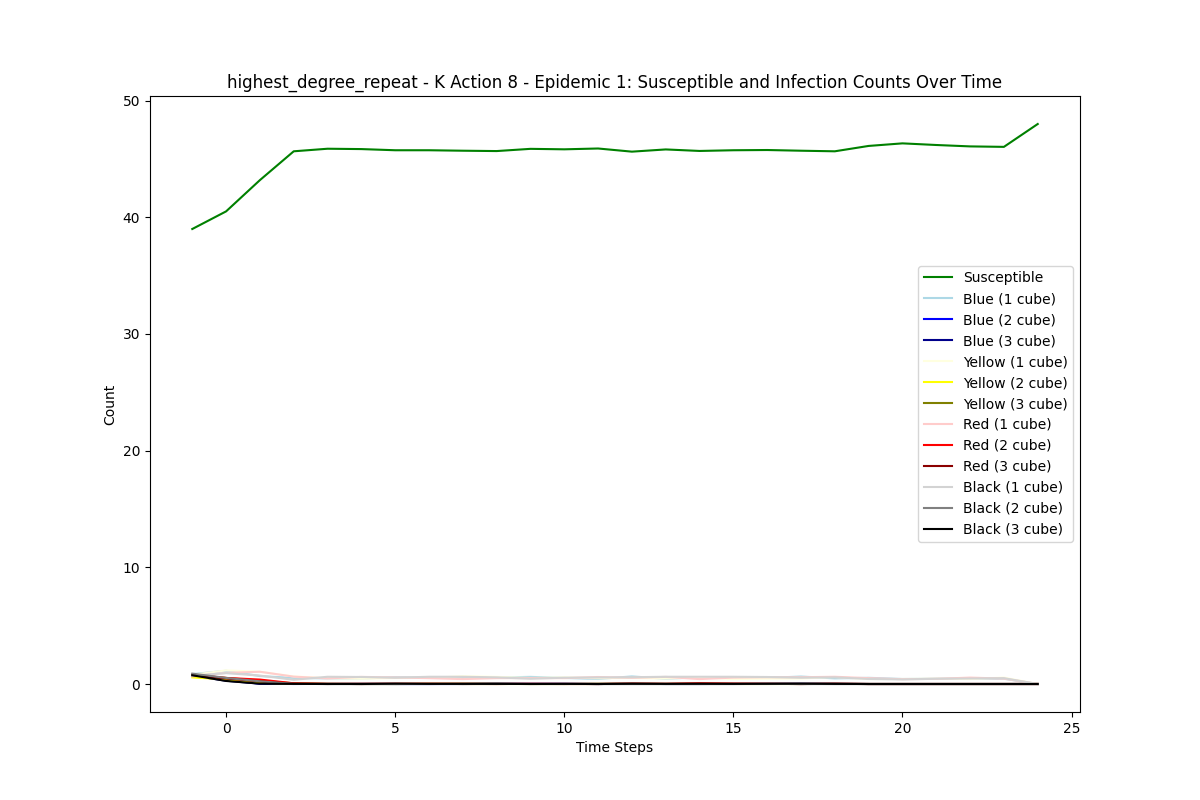 highest_degree_repeat - K Action 8 - Epidemic 1: Susceptible and Infection Counts Over Time
50
40
30
20
10
0
Count
Susceptible
Blue (1 cube)
Blue (2 cube)
Blue (3 cube)
Yellow (1 cube)
Yellow (2 cube)
Yellow (3 cube)
Red (1 cube)
Red (2 cube)
Red (3 cube)
Black (1 cube)
Black (2 cube)
Black (3 cube)
0 5 10 15 20 25
Time Steps